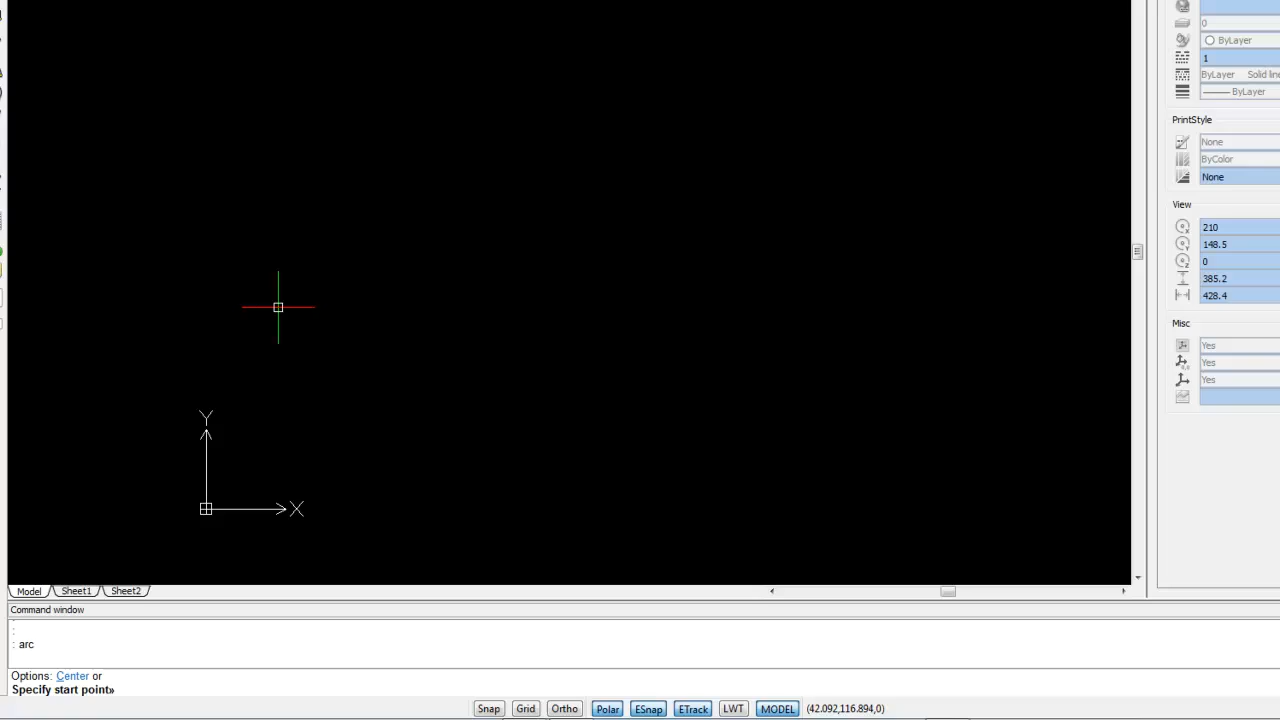 0
ByLayer
1
ByLayer Solid line
ByLayer
PrintStyle
None
ByColor
None
View
210
148.5
0
385.2
428.4
Misc
Yes
Yes
Yes
Y
X
Model Sheet1 Sheet2
Command window
:
:
: arc
Options: Center or
Specify start point»
Snap Grid Ortho Polar ESnap ETrack LWT MODEL (42.092,116.894,0)